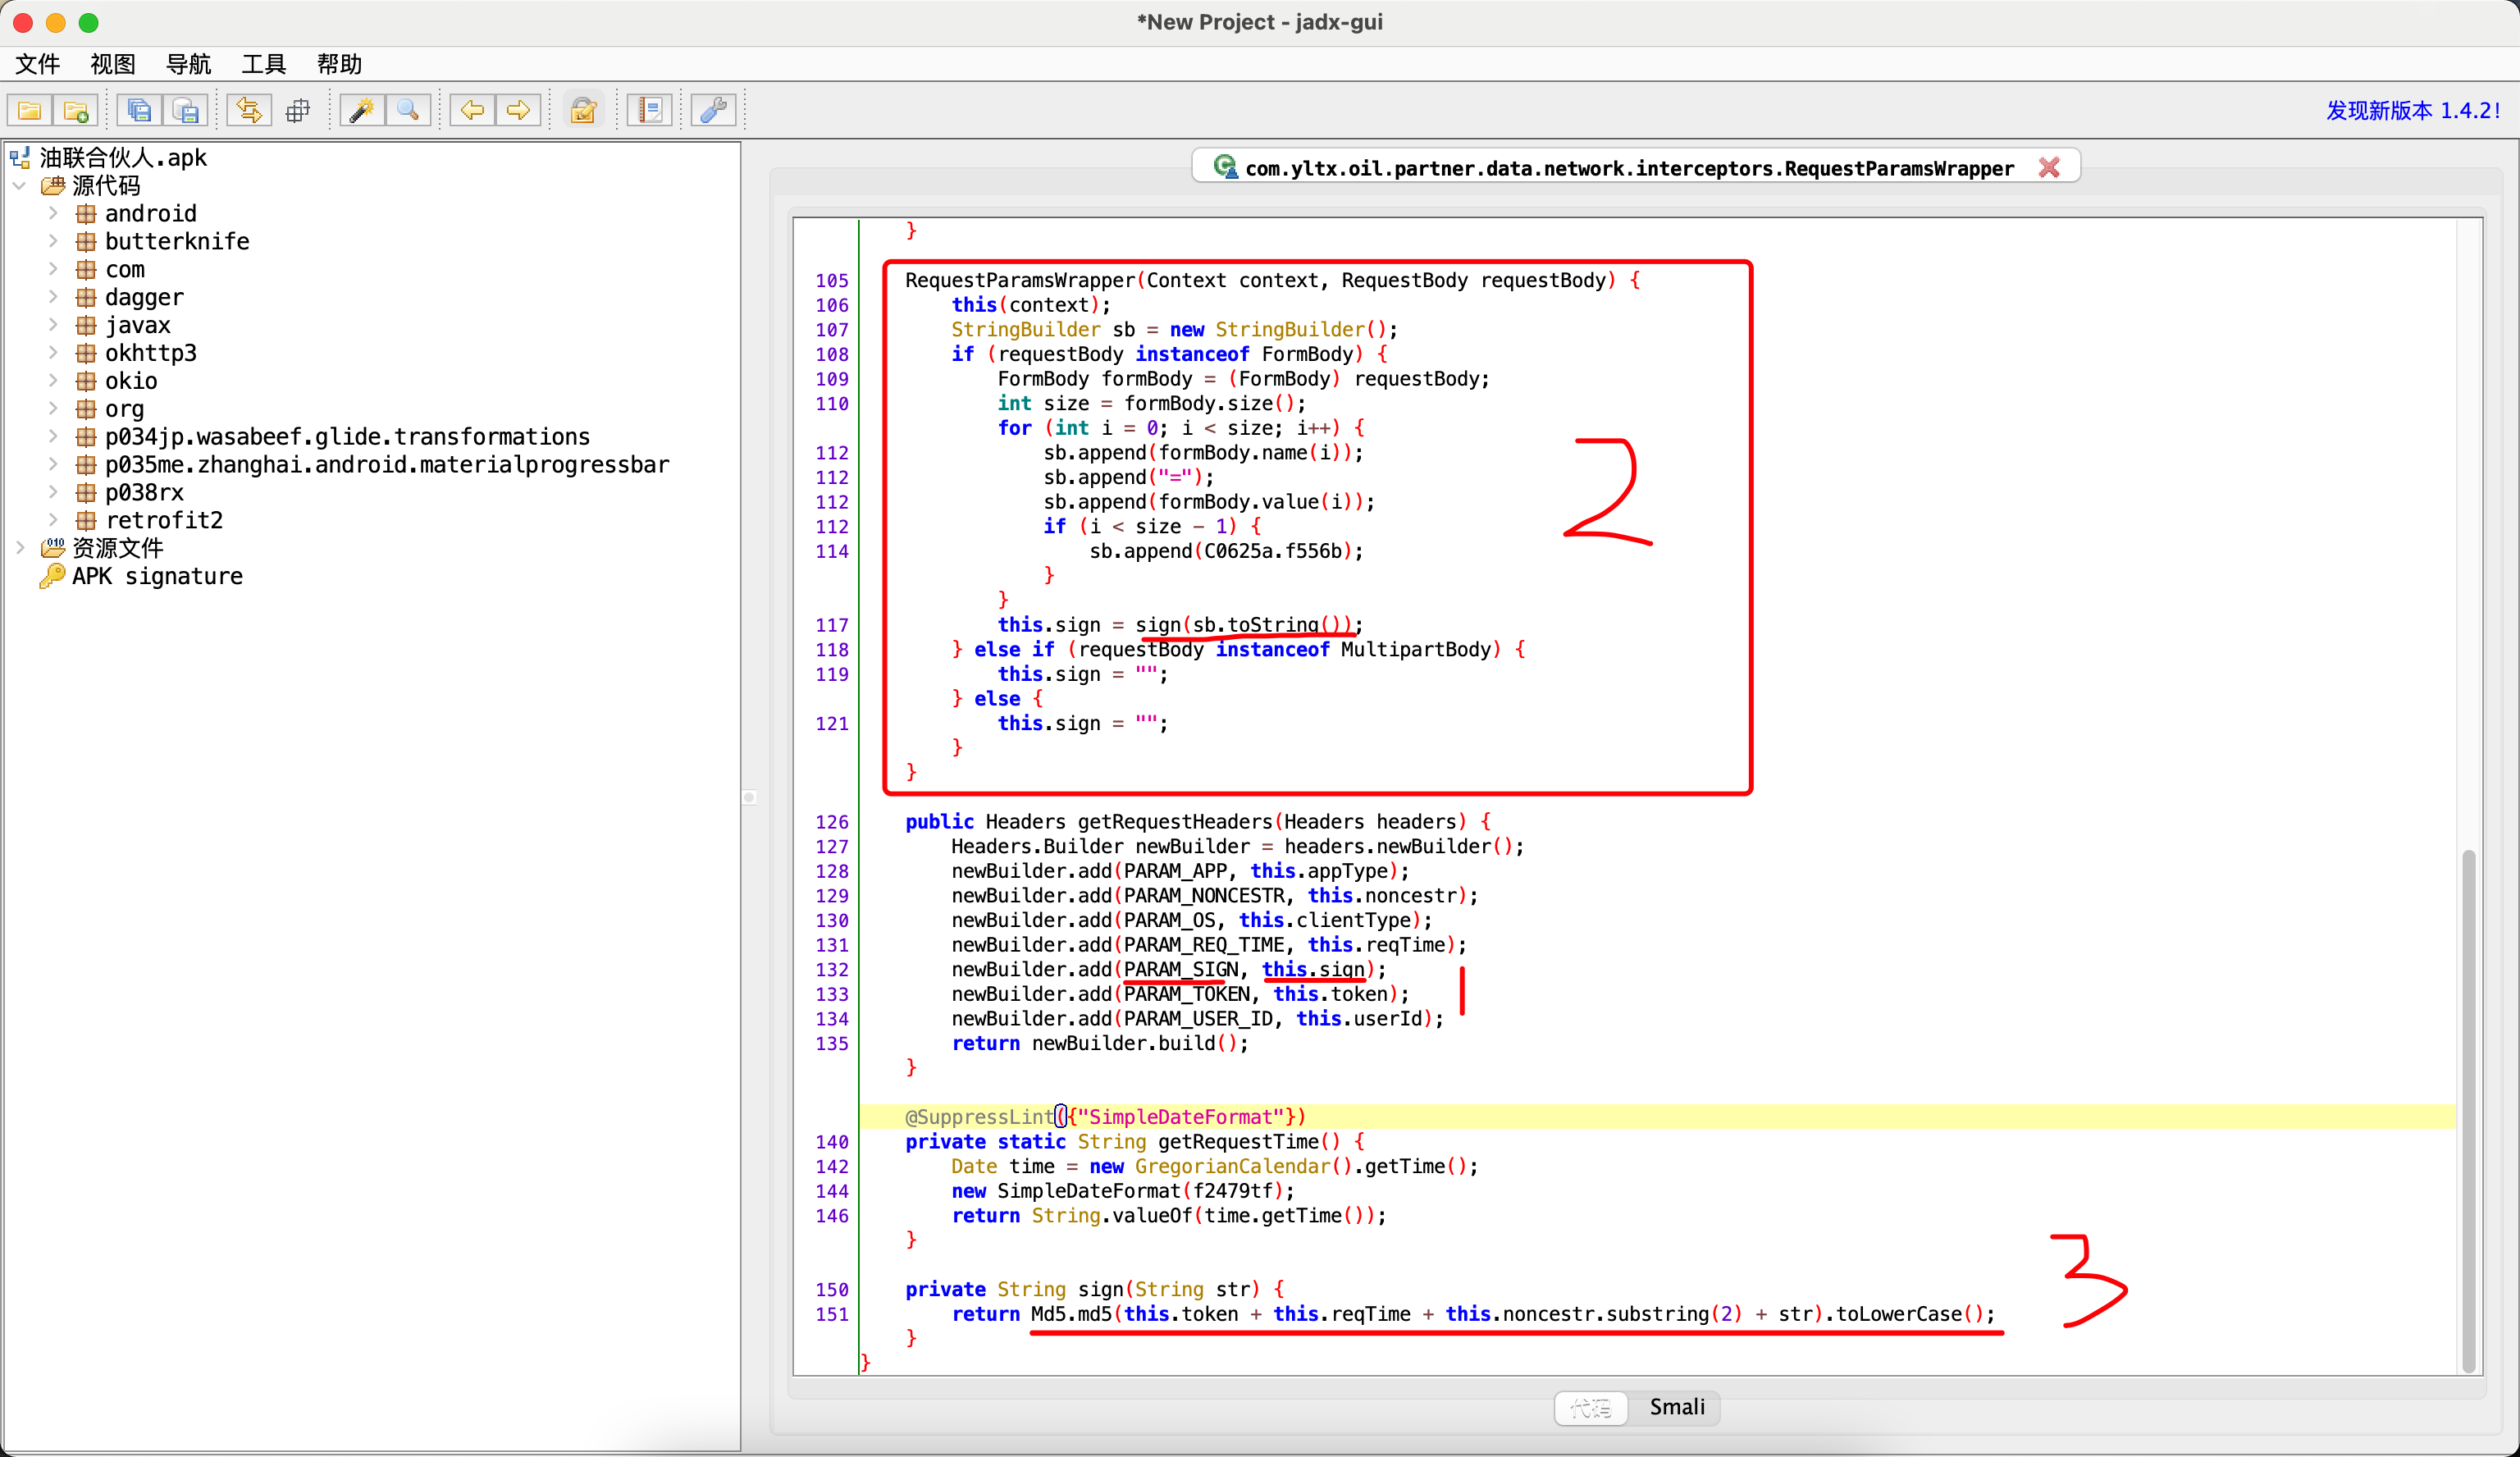 *New Project - jadx-gui
文件 视图 导航 工具 帮助
发现新版本 1.4.2!
油联合伙人.apk
源代码
android
butterknife
com
dagger
javax
okhttp3
okio
org
p034jp.wasabeef.glide.transformations
p035me.zhanghai.android.materialprogressbar
p038rx
retrofit2
资源文件
APK signature
com.yltx.oil.partner.data.network.interceptors.RequestParamsWrapper
}
105 RequestParamsWrapper(Context context, RequestBody requestBody) {
106 this(context);
107 StringBuilder sb = new StringBuilder();
108 if (requestBody instanceof FormBody) {
109 FormBody formBody = (FormBody) requestBody;
110 int size = formBody.size();
for (int i = 0; i < size; i++) {
112 sb.append(formBody.name(i));
112 sb.append("=");
112 sb.append(formBody.value(i));
112 if (i < size - 1) {
114 sb.append(C0625a.f556b);
}
}
117 this.sign = sign(sb.toString());
118 } else if (requestBody instanceof MultipartBody) {
119 this.sign = "";
} else {
121 this.sign = "";
}
}
2
126 public Headers getRequestHeaders(Headers headers) {
127 Headers.Builder newBuilder = headers.newBuilder();
128 newBuilder.add(PARAM_APP, this.appType);
129 newBuilder.add(PARAM_NONCESTR, this.noncestr);
130 newBuilder.add(PARAM_OS, this.clientType);
131 newBuilder.add(PARAM_REQ_TIME, this.reqTime);
132 newBuilder.add(PARAM_SIGN, this.sign);
133 newBuilder.add(PARAM_TOKEN, this.token);
134 newBuilder.add(PARAM_USER_ID, this.userId);
135 return newBuilder.build();
}
1
@SuppressLint({"SimpleDateFormat"})
140 private static String getRequestTime() {
142 Date time = new GregorianCalendar().getTime();
144 new SimpleDateFormat(f2479tf);
146 return String.valueOf(time.getTime());
}
150 private String sign(String str) {
151 return Md5.md5(this.token + this.reqTime + this.noncestr.substring(2) + str).toLowerCase();
}
}
3
代码 Smali